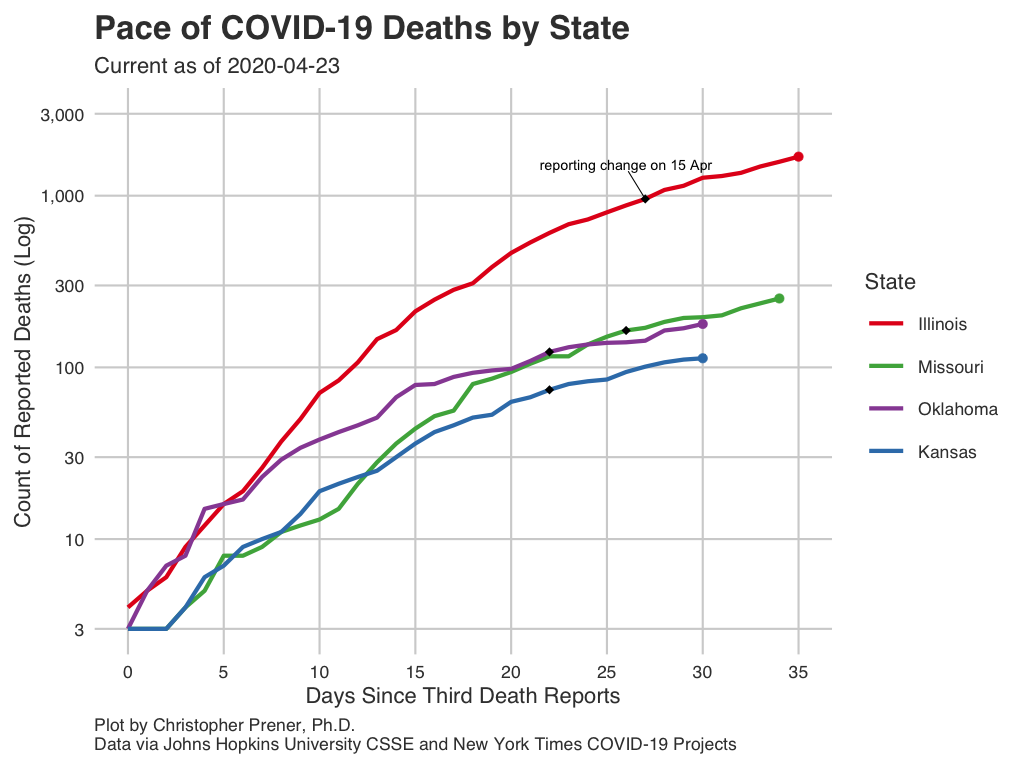 Pace of COVID-19 Deaths by State
Current as of 2020-04-23
Count of Reported Deaths (Log)
3,000
1,000
300
100
30
10
3
reporting change on 15 Apr
State
Illinois
Missouri
Oklahoma
Kansas
0 5 10 15 20 25 30 35
Days Since Third Death Reports
Plot by Christopher Prener, Ph.D.
Data via Johns Hopkins University CSSE and New York Times COVID-19 Projects